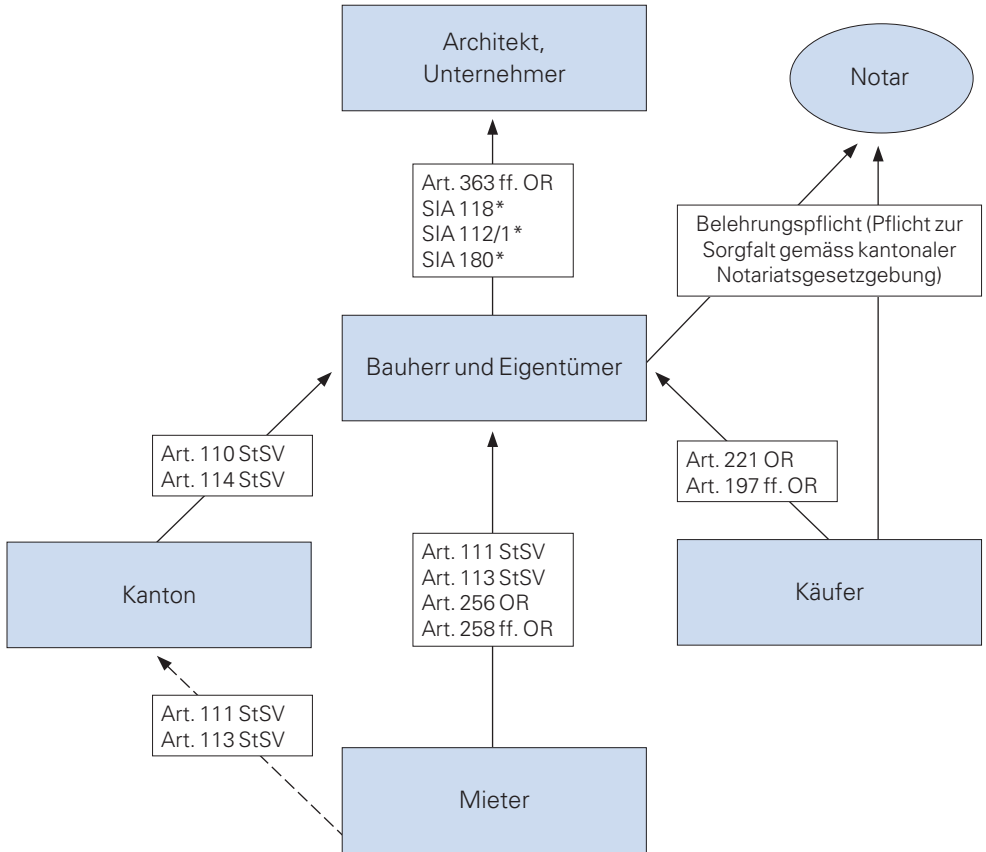 Architekt,
Unternehmer
Notar
Art. 363 ff. OR
SIA 118*
SIA 112/1*
SIA 180*
Belehrungspflicht (Pflicht zur
Sorgfalt gemäss kantonaler
Notariatsgesetzgebung)
Bauherr und Eigentümer
Art. 110 StSV
Art. 114 StSV
Art. 221 OR
Art. 197 ff. OR
Art. 111 StSV
Art. 113 StSV
Art. 256 OR
Art. 258 ff. OR
Kanton
Käufer
Art. 111 StSV
Art. 113 StSV
Mieter